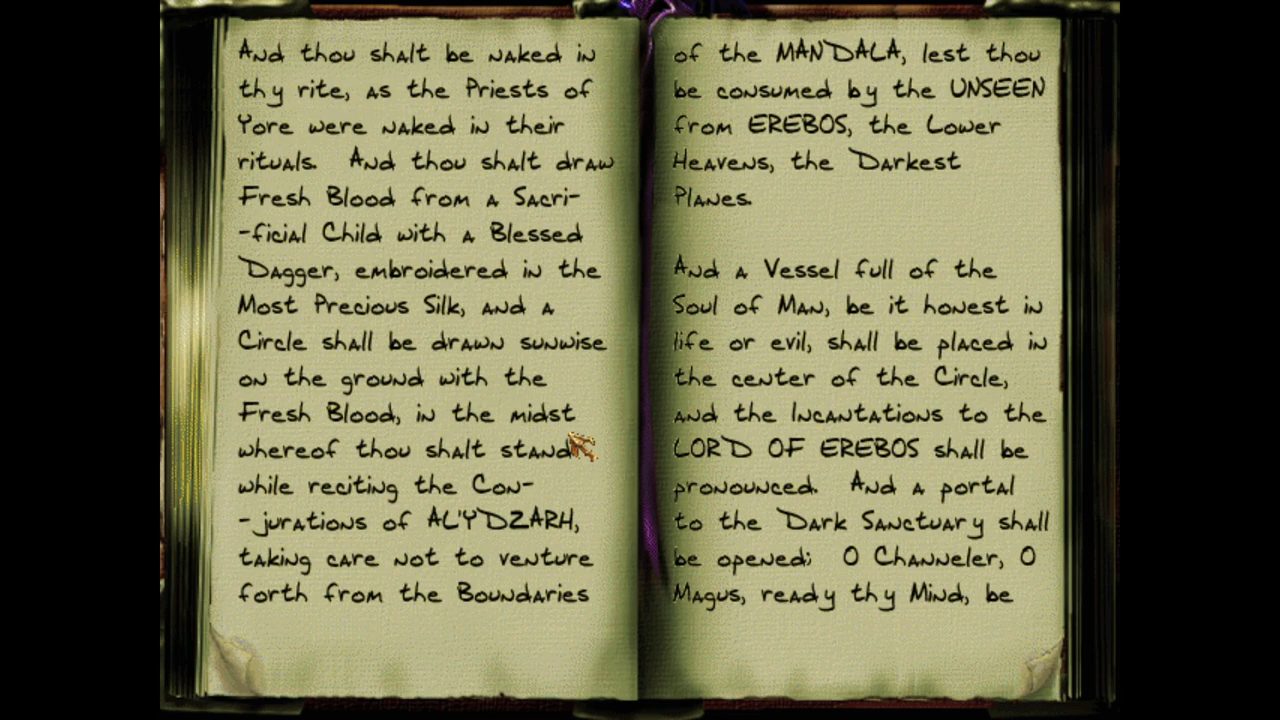 And thou shalt be naked in
thy rite, as the Priests of
Yore were naked in their
rituals.  And thou shalt draw
Fresh Blood from a Sacri-
-ficial Child with a Blessed
Dagger, embroidered in the
Most Precious Silk, and a
Circle shall be drawn sunwise
on the ground with the
Fresh Blood, in the midst
whereof thou shalt stand
while reciting the Con-
-jurations of AL'YDZARH,
taking care not to venture
forth from the Boundaries
of the MANDALA, lest thou
be consumed by the UNSEEN
from EREBOS, the Lower
Heavens, the Darkest
Planes.
And a Vessel full of the
Soul of Man, be it honest in
life or evil, shall be placed in
the center of the Circle,
and the Incantations to the
LORD OF EREBOS shall be
pronounced.  And a portal
to the Dark Sanctuary shall
be opened;  O Channeler, O
Magus, ready thy Mind, be